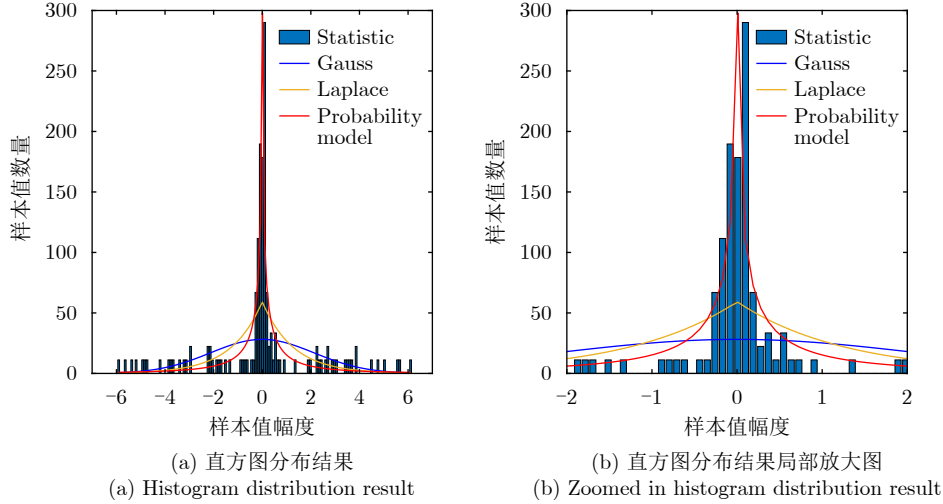 300
250
200
150
100
50
0
样本值数量
Statistic
Gauss
Laplace
Probability
model
−6 −4 −2 0 2 4 6
样本值幅度
(a) 直方图分布结果
(a) Histogram distribution result
300
250
200
150
100
50
0
样本值数量
Statistic
Gauss
Laplace
Probability
model
−2 −1 0 1 2
样本值幅度
(b) 直方图分布结果局部放大图
(b) Zoomed in histogram distribution result